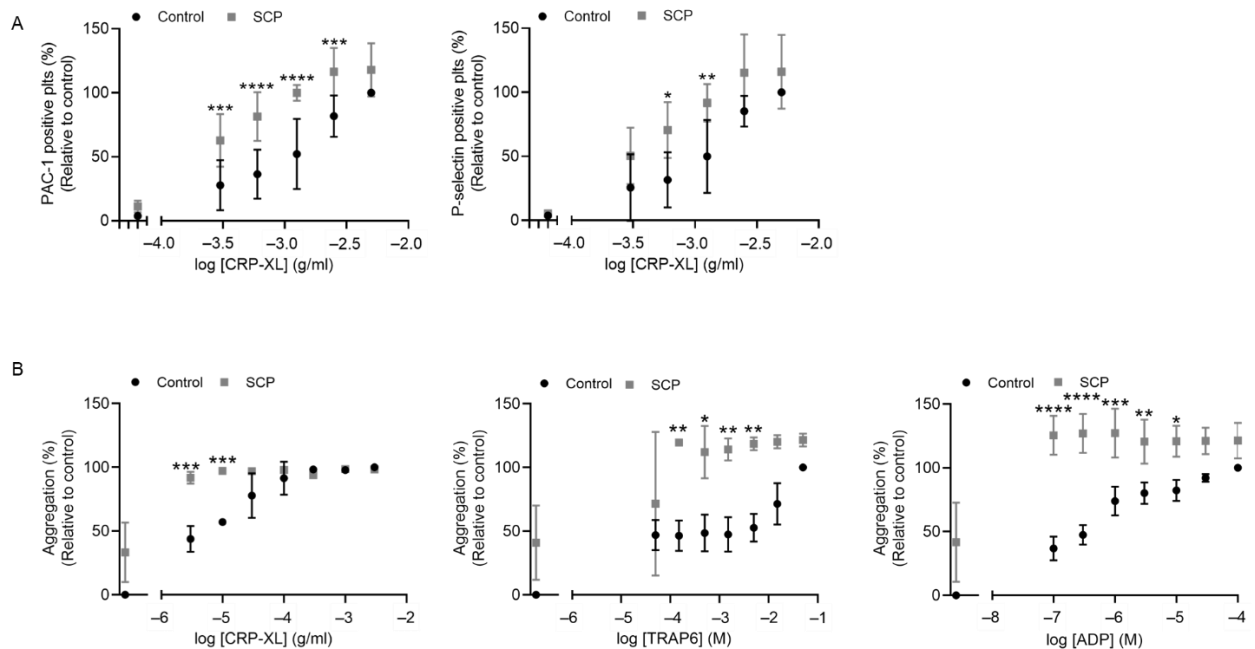 A
Control SCP
PAC-1 positive plts (%)
(Relative to control)
150
100
50
0
*** **** **** ***
–4.0 –3.5 –3.0 –2.5 –2.0
log [CRP-XL] (g/ml)
Control SCP
P-selectin positive plts (%)
(Relative to control)
150
100
50
0
* **
–4.0 –3.5 –3.0 –2.5 –2.0
log [CRP-XL] (g/ml)
B
Control SCP
Aggregation (%)
(Relative to control)
150
100
50
0
*** ***
–6 –5 –4 –3 –2
log [CRP-XL] (g/ml)
Control SCP
Aggregation (%)
(Relative to control)
150
100
50
0
** * ** **
–6 –5 –4 –3 –2 –1
log [TRAP6] (M)
Control SCP
Aggregation (%)
(Relative to control)
150
100
50
0
**** **** *** ** *
–8 –7 –6 –5 –4
log [ADP] (M)